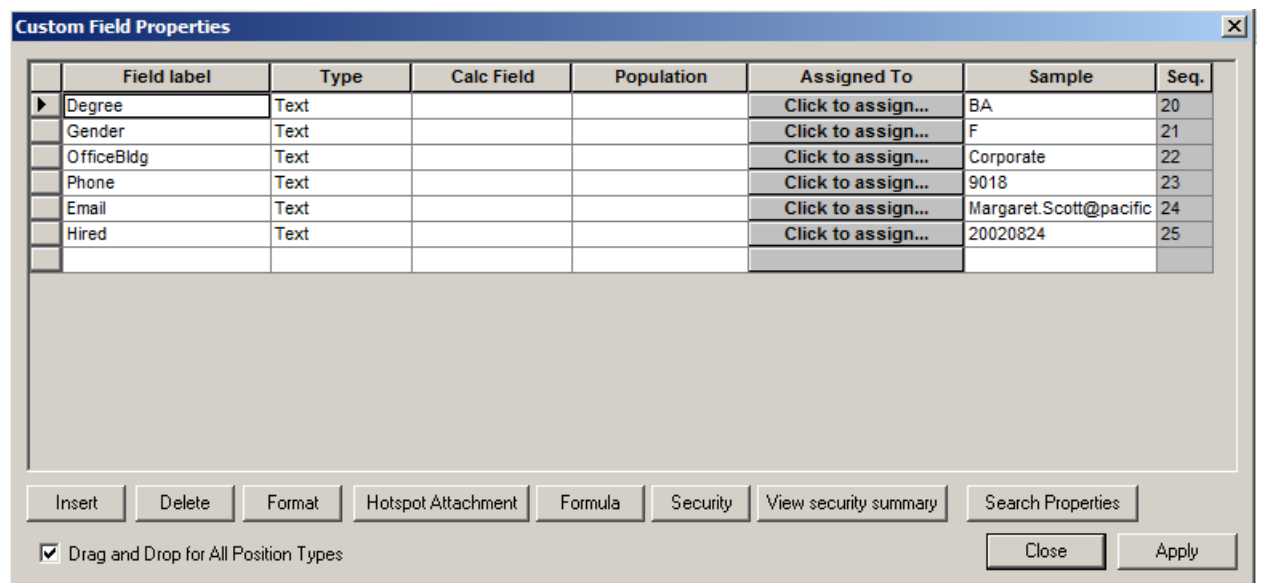 Custom Field Properties
Field label Type Calc Field Population Assigned To Sample Seq.
Degree Text Click to assign... BA 20
Gender Text Click to assign... F 21
OfficeBldg Text Click to assign... Corporate 22
Phone Text Click to assign... 9018 23
Email Text Click to assign... Margaret.Scott@pacific 24
Hired Text Click to assign... 20020824 25
Insert Delete Format Hotspot Attachment Formula Security View security summary Search Properties
Drag and Drop for All Position Types Close Apply